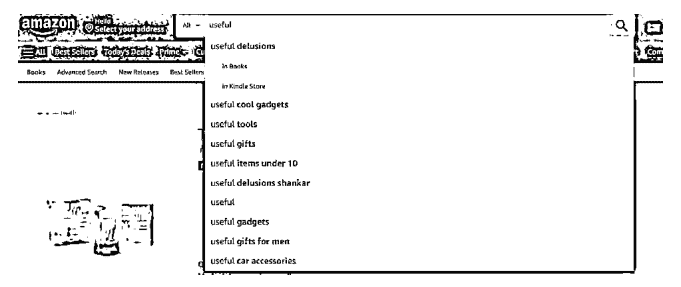 amazon
Hello
Select your address
All
useful
All Best Sellers Today's Deals Prime
Books Advanced Search New Releases Best Sellers
useful delusions
in Books
in Kindle Store
useful cool gadgets
useful tools
useful gifts
useful items under 10
useful delusions shankar
useful
useful gadgets
useful gifts for men
useful car accessories